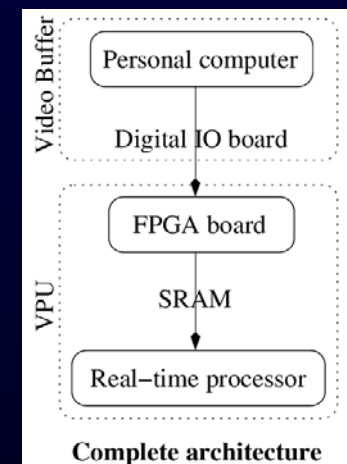 Video Buffer
Personal computer
Digital IO board
VPU
FPGA board
SRAM
Real-time processor
Complete architecture